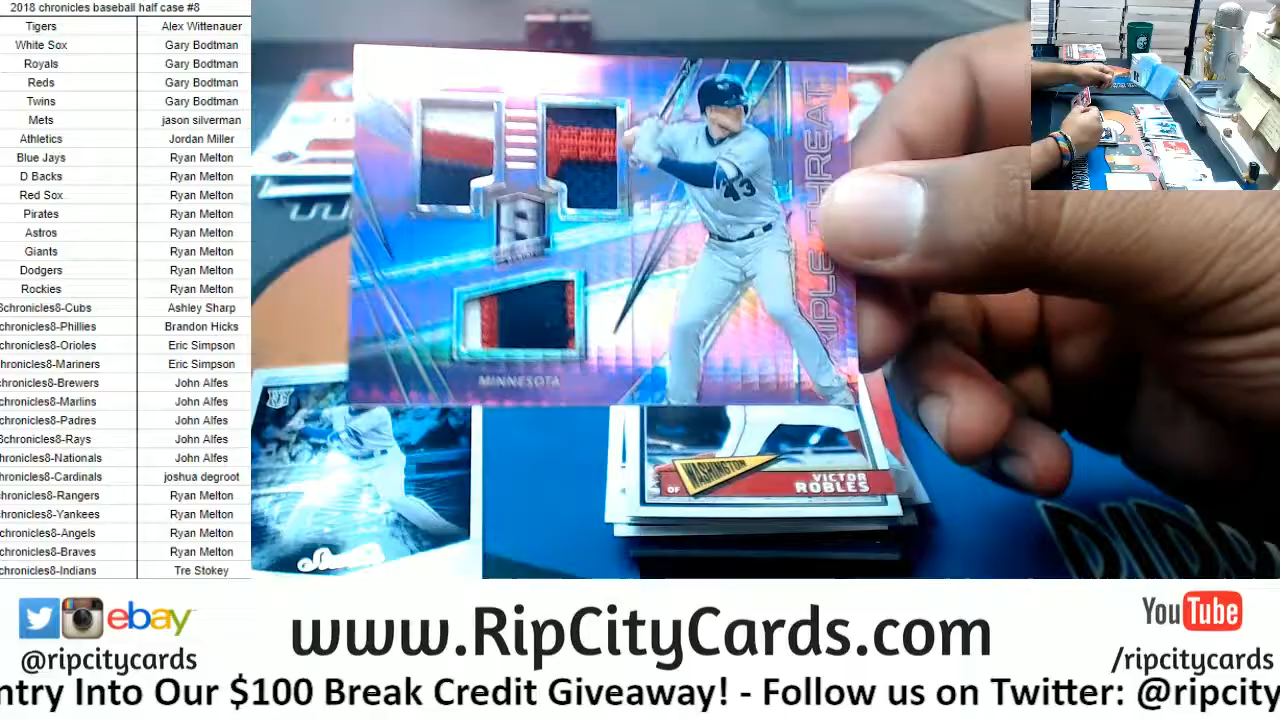 2018 chronicles baseball half case #8
Tigers Alex Wittenauer
White Sox Gary Bodtman
Royals Gary Bodtman
Reds Gary Bodtman
Twins Gary Bodtman
Mets jason silverman
Athletics Jordan Miller
Blue Jays Ryan Melton
D Backs Ryan Melton
Red Sox Ryan Melton
Pirates Ryan Melton
Astros Ryan Melton
Giants Ryan Melton
Dodgers Ryan Melton
Rockies Ryan Melton
8chronicles8-Cubs Ashley Sharp
chronicles8-Phillies Brandon Hicks
chronicles8-Orioles Eric Simpson
chronicles8-Mariners Eric Simpson
chronicles8-Brewers John Alfes
chronicles8-Marlins John Alfes
chronicles8-Padres John Alfes
8chronicles8-Rays John Alfes
chronicles8-Nationals John Alfes
chronicles8-Cardinals joshua degroot
chronicles8-Rangers Ryan Melton
chronicles8-Yankees Ryan Melton
chronicles8-Angels Ryan Melton
chronicles8-Braves Ryan Melton
chronicles8-Indians Tre Stokey
RIPLE THREAT
43
MINNESOTA
WASHINGTON
OF
VICTOR
ROBLES
ebay
@ripcitycards
www.RipCityCards.com
YouTube
/ripcitycards
ntry Into Our $100 Break Credit Giveaway! - Follow us on Twitter: @ripcity